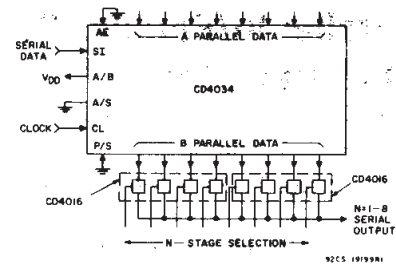 AE
A PARALLEL DATA
SERIAL
DATA
SI
VDD
A/B
CD4034
A/S
CLOCK
CL
P/S
B PARALLEL DATA
CD4016
CD4016
N=1-8
SERIAL
OUTPUT
N-STAGE SELECTION
92CS 19199R1